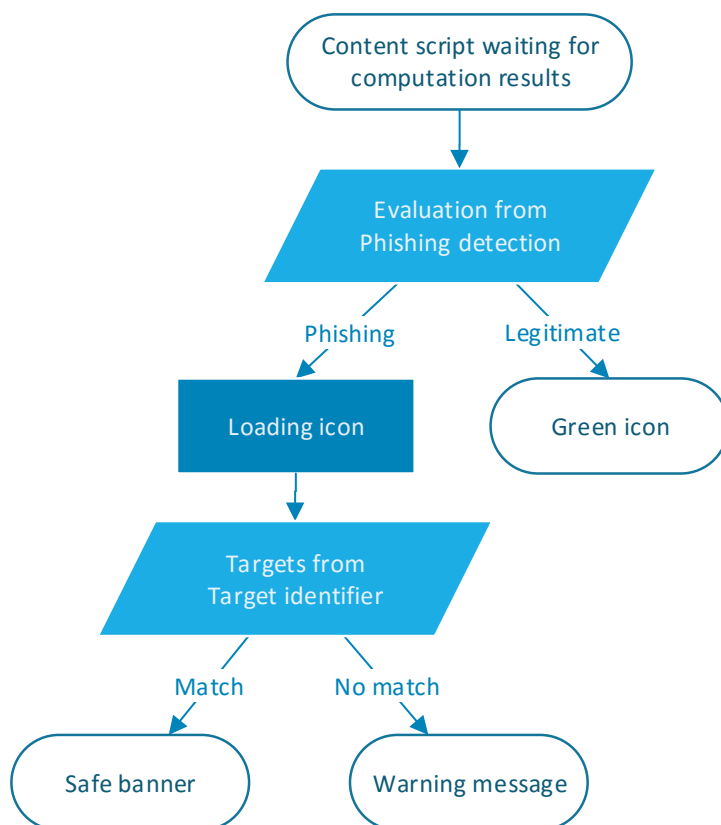 Content script waiting for
computation results
Evaluation from
Phishing detection
Phishing
Legitimate
Loading icon
Green icon
Targets from
Target identifier
Match
No match
Safe banner
Warning message